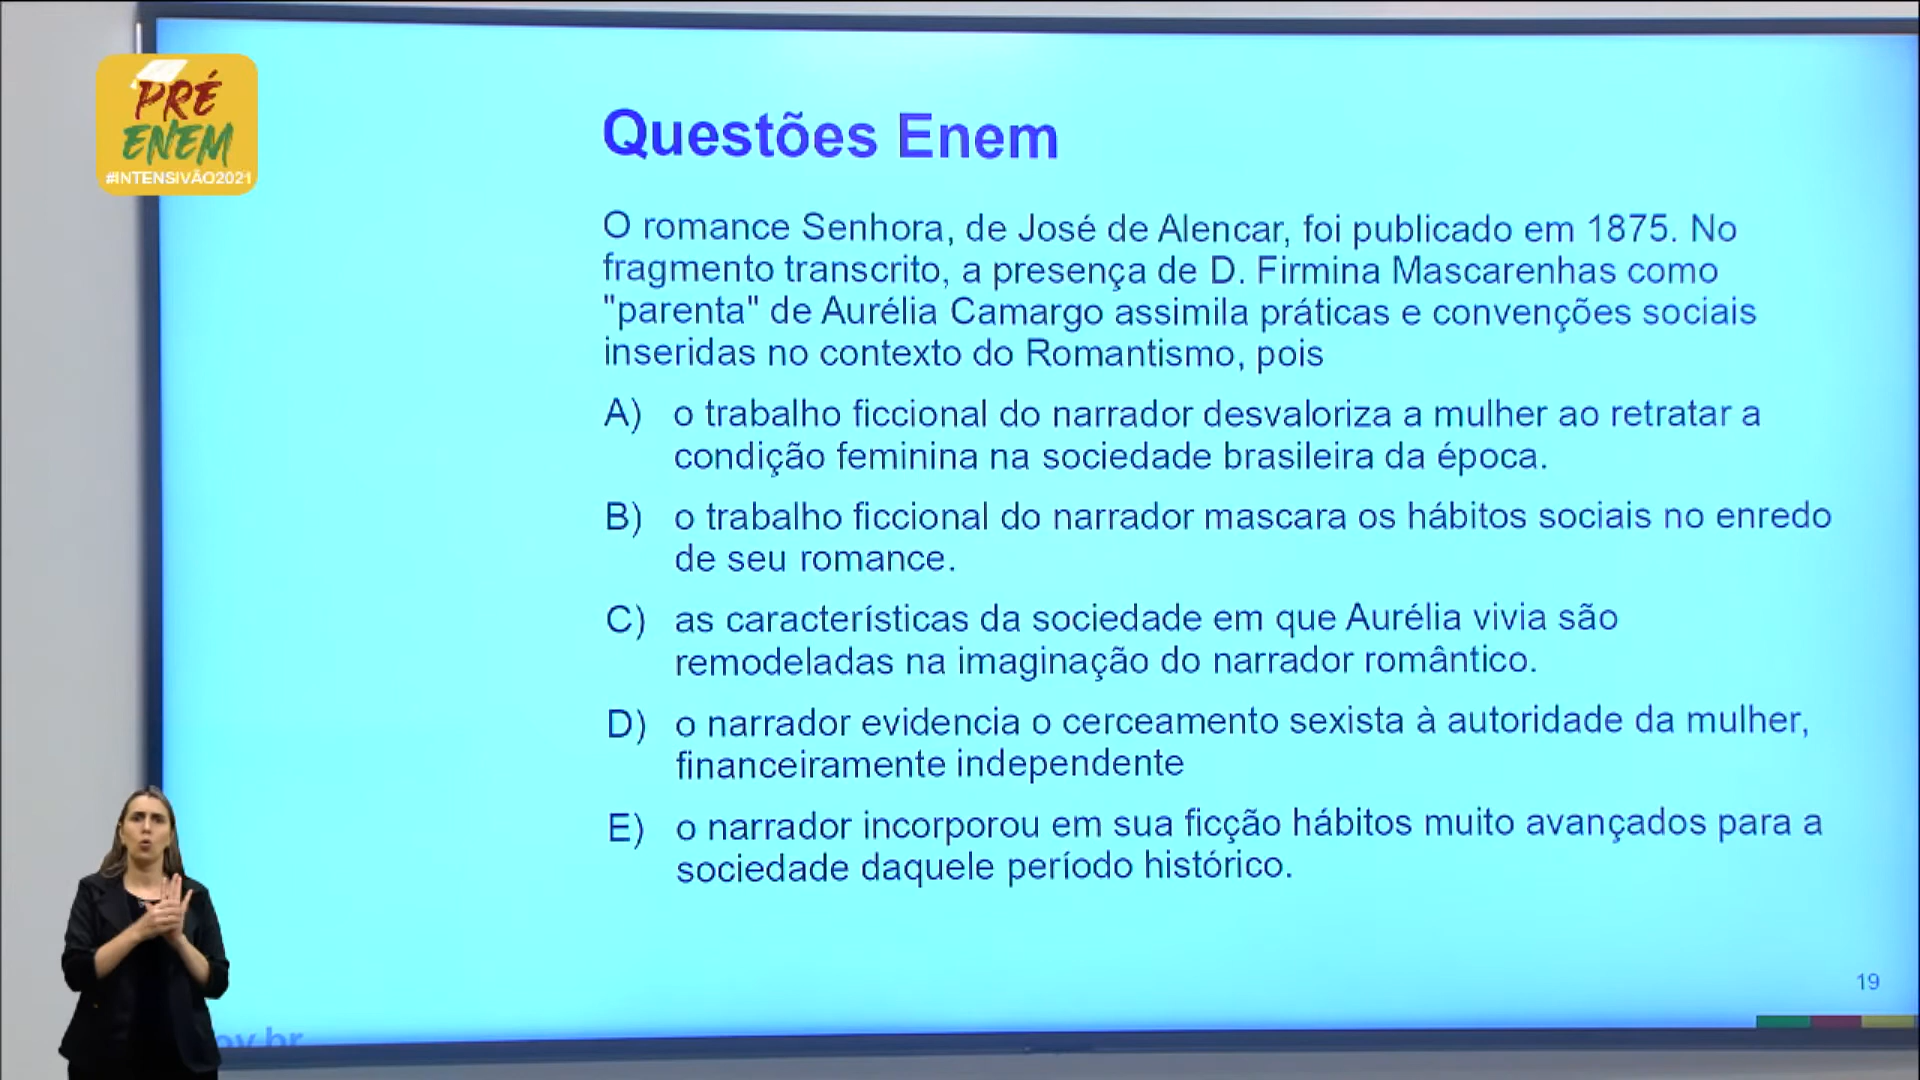 PRÉ
ENEM
#INTENSIVÃO2021
Questões Enem
O romance Senhora, de José de Alencar, foi publicado em 1875. No
fragmento transcrito, a presença de D. Firmina Mascarenhas como
"parenta" de Aurélia Camargo assimila práticas e convenções sociais
inseridas no contexto do Romantismo, pois
A) o trabalho ficcional do narrador desvaloriza a mulher ao retratar a
condição feminina na sociedade brasileira da época.
B) o trabalho ficcional do narrador mascara os hábitos sociais no enredo
de seu romance.
C) as características da sociedade em que Aurélia vivia são
remodeladas na imaginação do narrador romântico.
D) o narrador evidencia o cerceamento sexista à autoridade da mulher,
financeiramente independente
E) o narrador incorporou em sua ficção hábitos muito avançados para a
sociedade daquele período histórico.
19